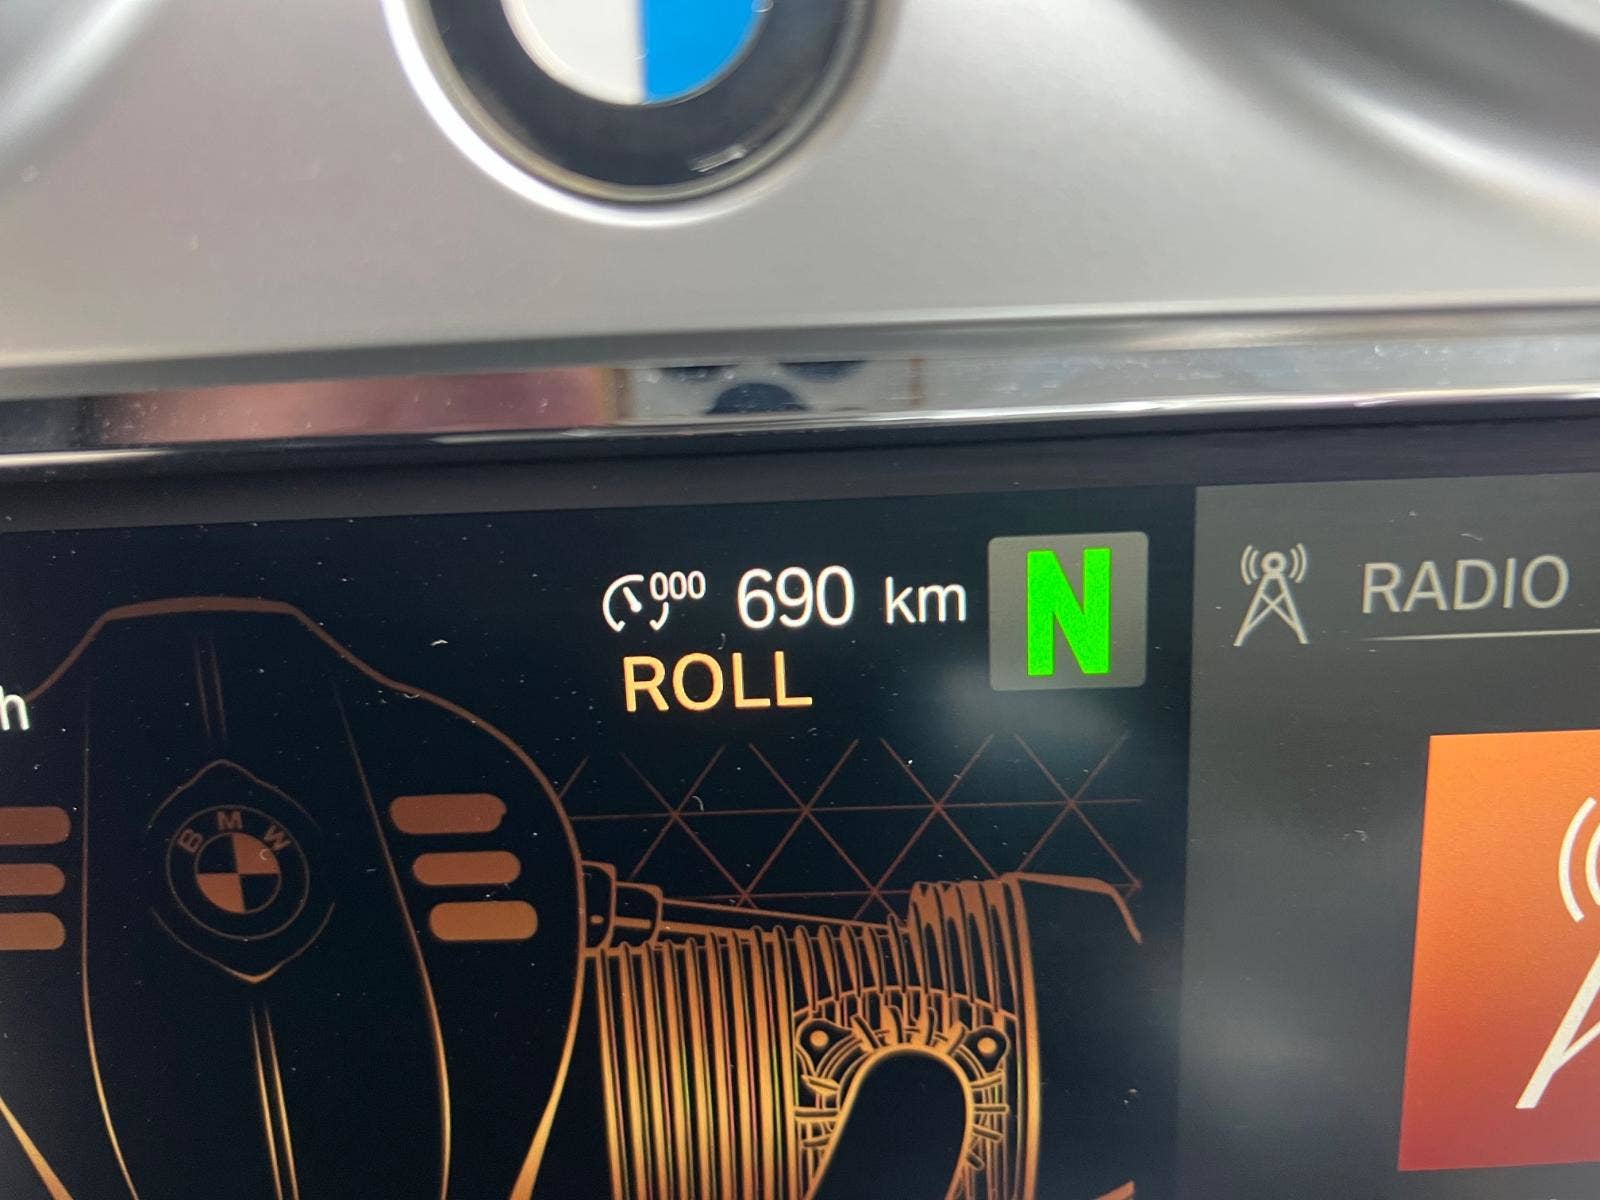 000 690 km N
RADIO
ROLL
h
BMW